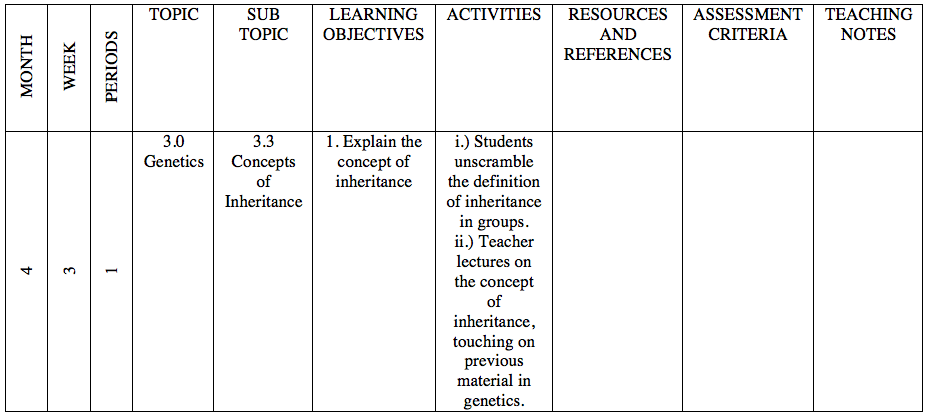 MONTH
WEEK
PERIODS
TOPIC
SUB
TOPIC
LEARNING
OBJECTIVES
ACTIVITIES
RESOURCES
AND
REFERENCES
ASSESSMENT
CRITERIA
TEACHING
NOTES
4
3
1
3.0
Genetics
3.3
Concepts
of
Inheritance
1. Explain the
concept of
inheritance
i.) Students
unscramble
the definition
of inheritance
in groups.
ii.) Teacher
lectures on
the concept
of
inheritance,
touching on
previous
material in
genetics.